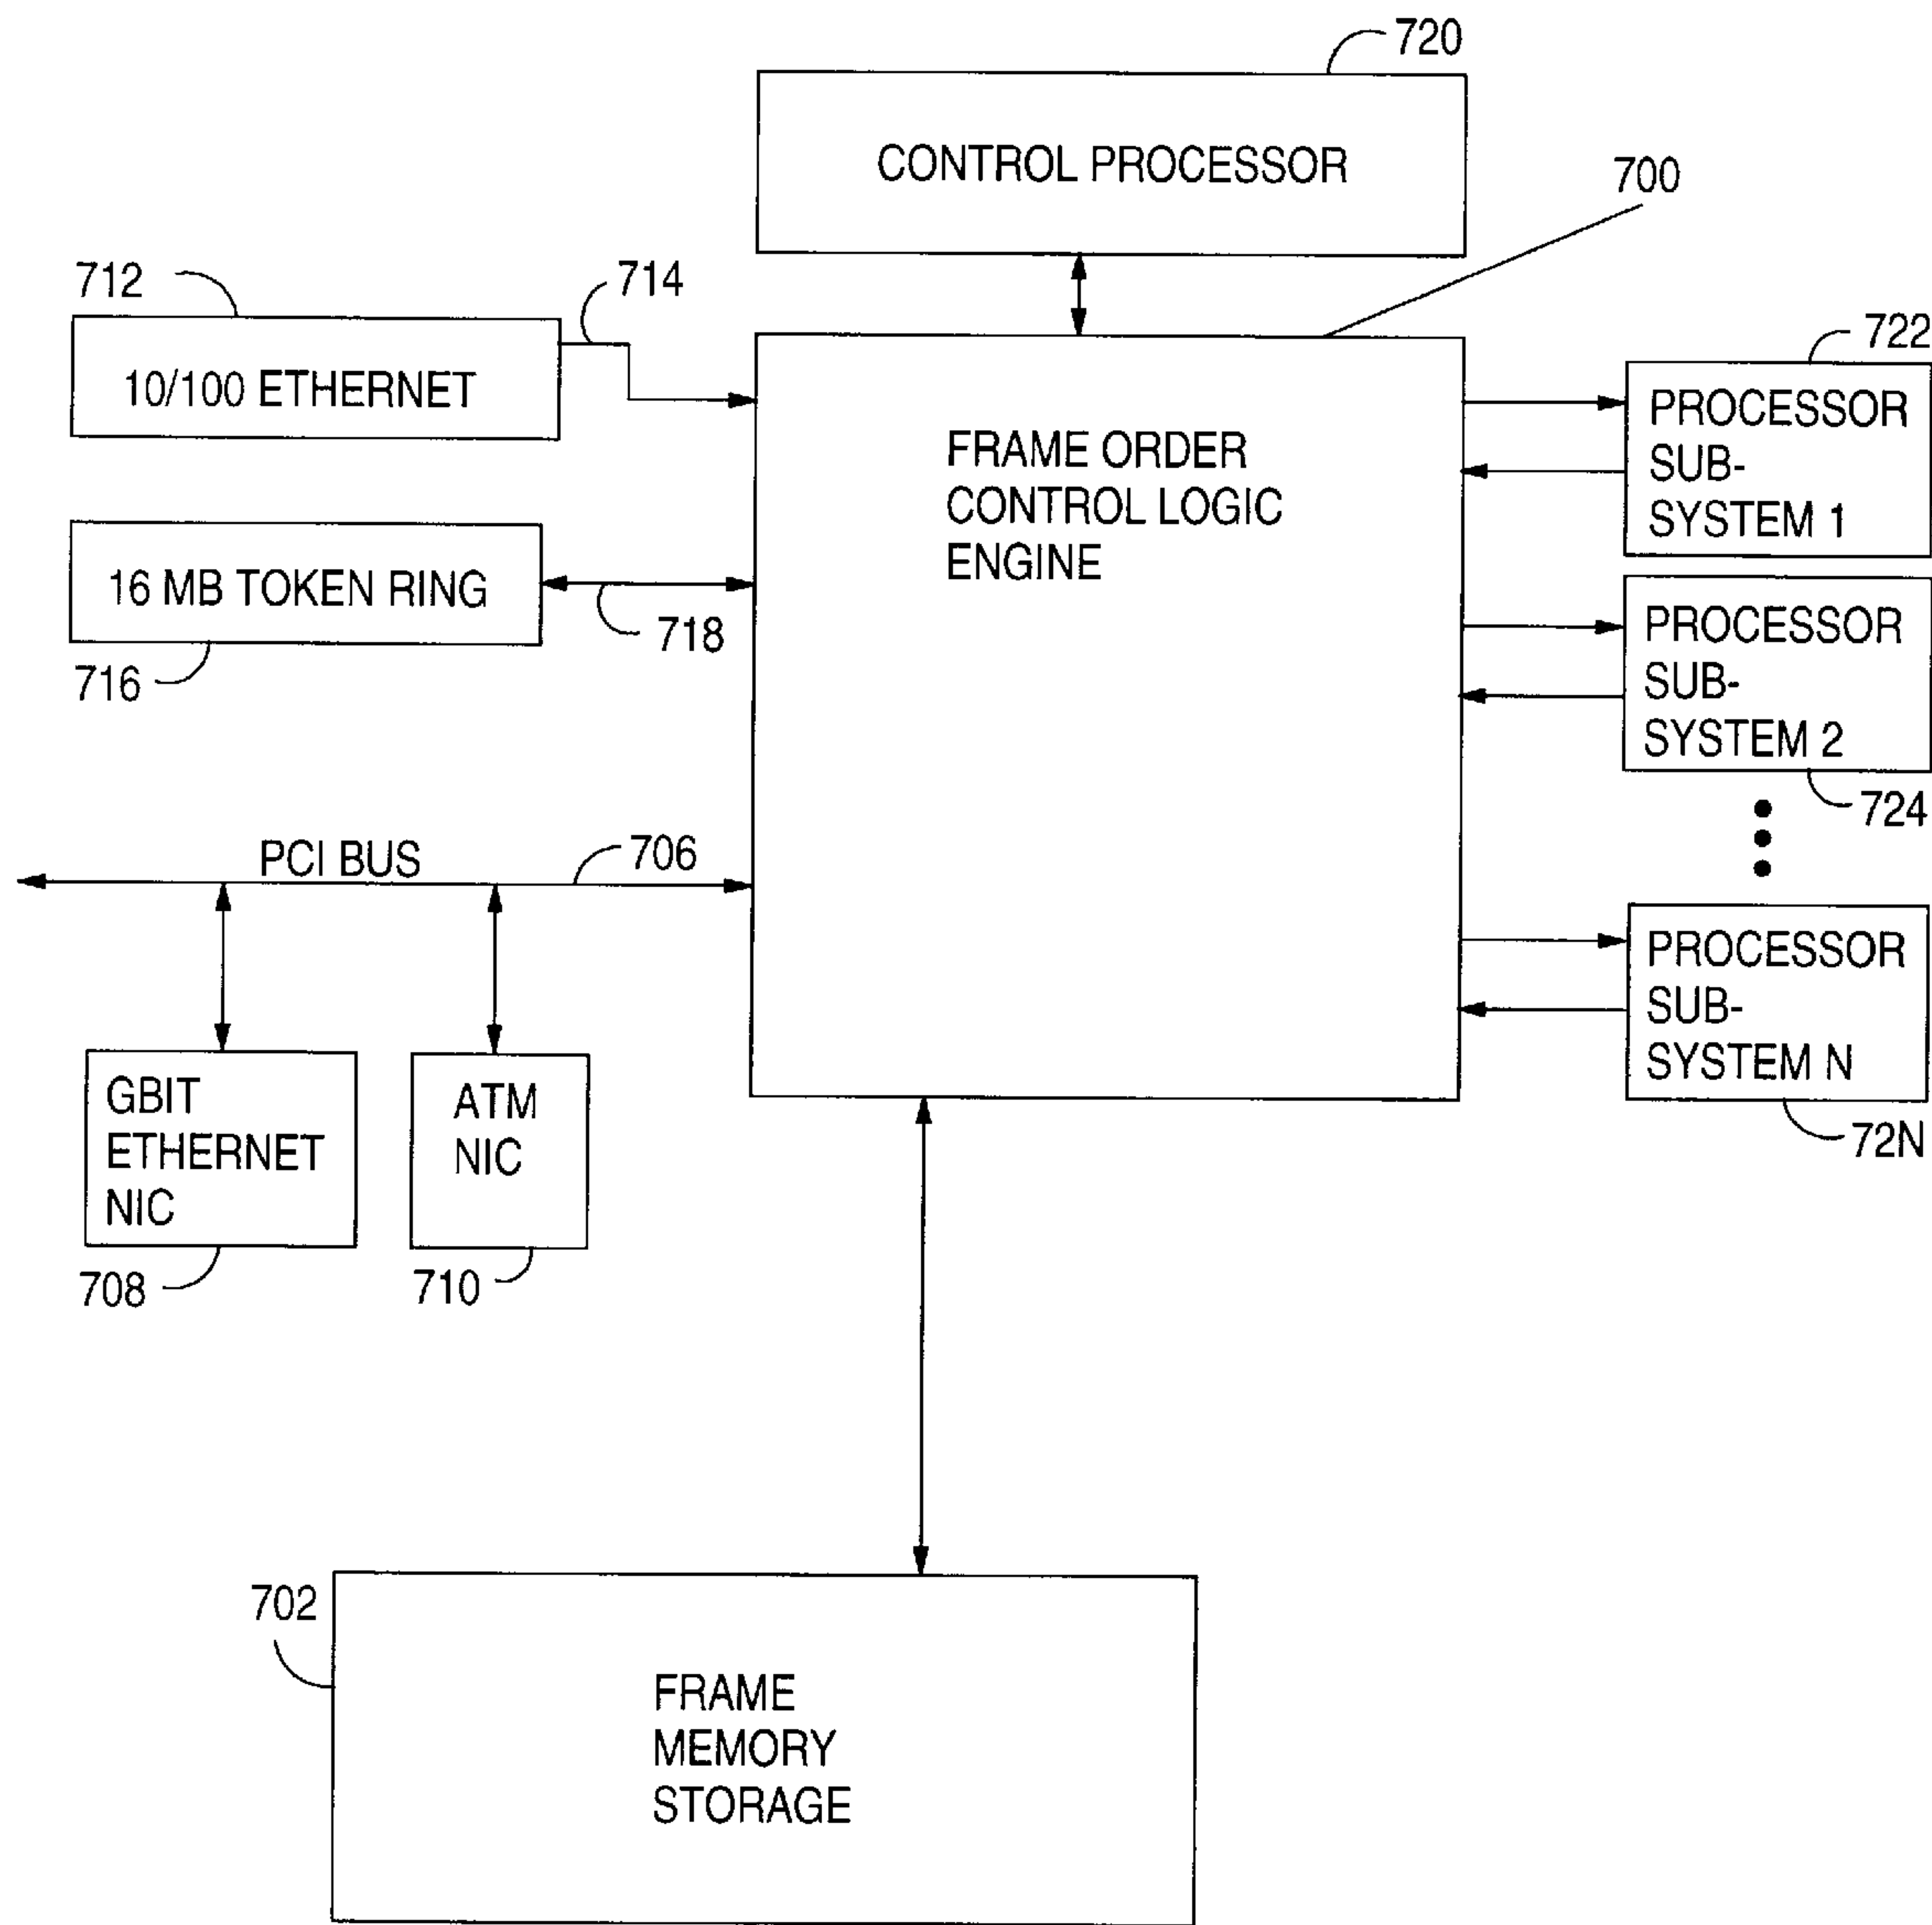 720
CONTROL PROCESSOR
700
712
714
10/100 ETHERNET
722
PROCESSOR
SUB-
SYSTEM 1
FRAME ORDER
CONTROL LOGIC
ENGINE
16 MB TOKEN RING
718
716
PROCESSOR
SUB-
SYSTEM 2
724
PCI BUS
706
PROCESSOR
SUB-
SYSTEM N
72N
GBIT
ETHERNET
NIC
708
ATM
NIC
710
702
FRAME
MEMORY
STORAGE